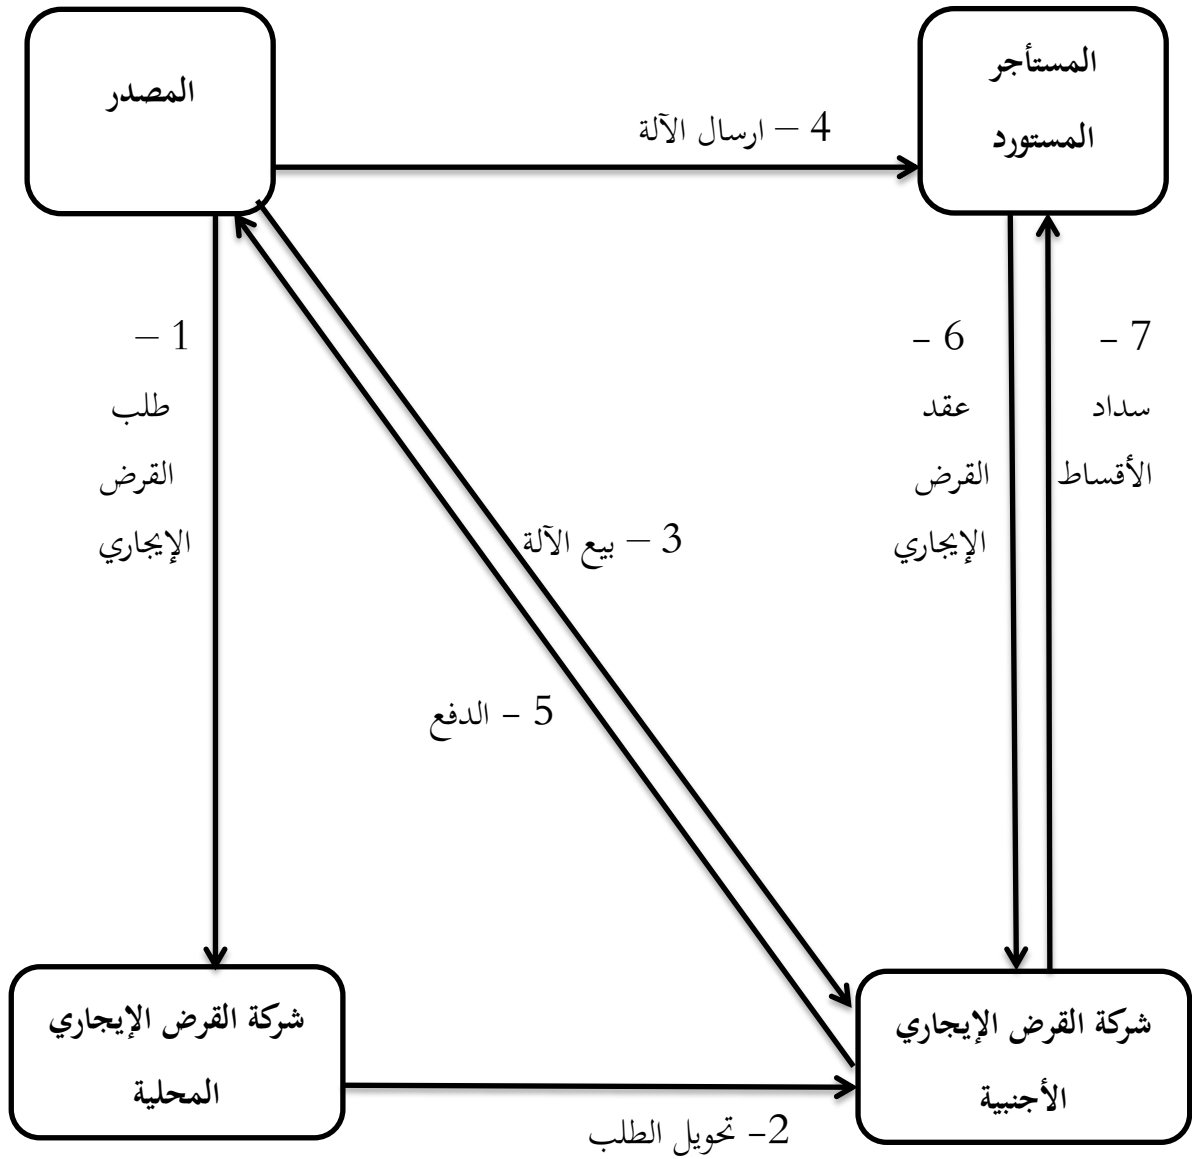 المستأجر
المستورد
المصدر
4 – ارسال الآلة
7 -
سداد
الأقساط
6 -
عقد
القرض
الإيجاري
1 –
طلب
القرض
الإيجاري
3 – بيع الآلة
5 - الدفع
شركة القرض الإيجاري
الأجنبية
شركة القرض الإيجاري
المحلية
2- تحويل الطلب